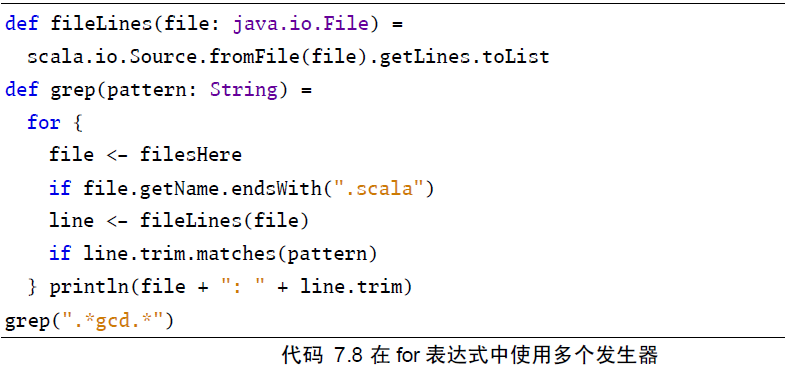 def fileLines(file: java.io.File) =
  scala.io.Source.fromFile(file).getLines.toList
def grep(pattern: String) =
  for {
    file <- filesHere
    if file.getName.endsWith(".scala")
    line <- fileLines(file)
    if line.trim.matches(pattern)
  } println(file + ": " + line.trim)
grep(".*gcd.*")
代码 7.8 在 for 表达式中使用多个发生器